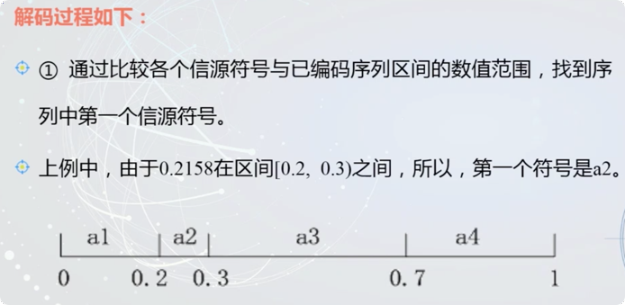 解码过程如下：
① 通过比较各个信源符号与已编码序列区间的数值范围，找到序
列中第一个信源符号。
上例中，由于0.2158在区间[0.2, 0.3)之间，所以，第一个符号是a2。
a1 a2 a3 a4
0 0.2 0.3 0.7 1